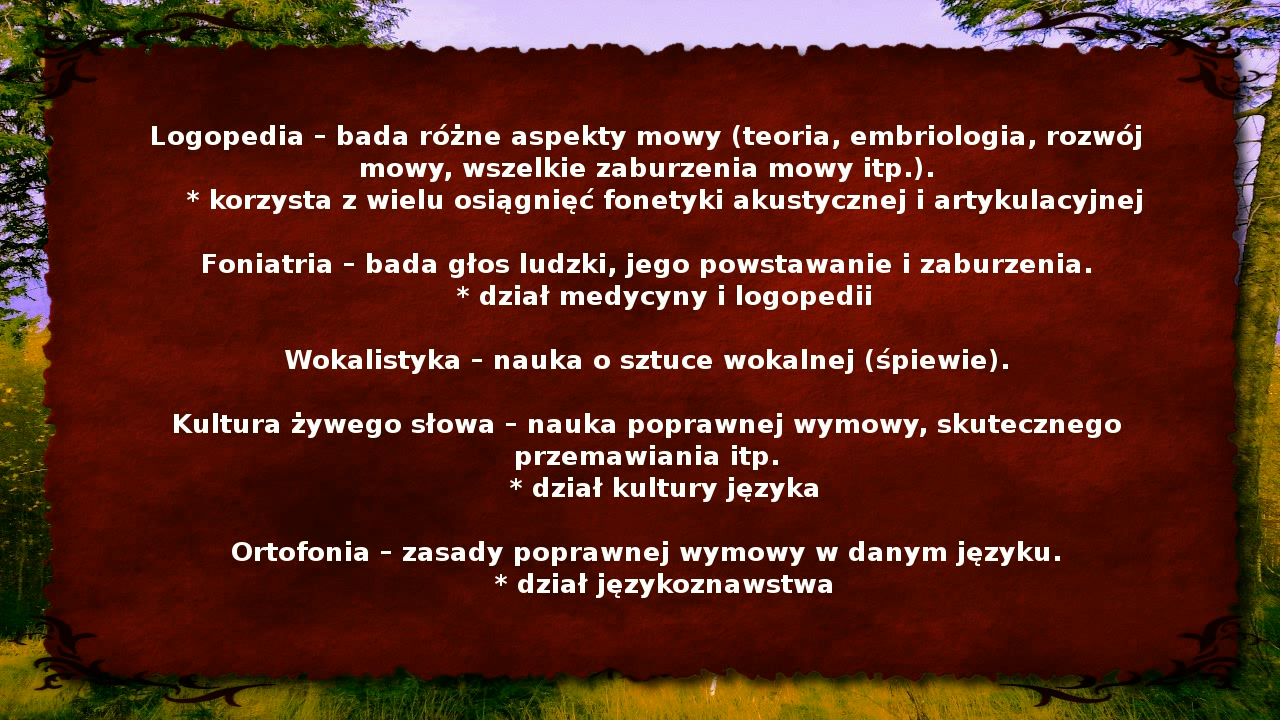 Logopedia – bada różne aspekty mowy (teoria, embriologia, rozwój
mowy, wszelkie zaburzenia mowy itp.).
* korzysta z wielu osiągnięć fonetyki akustycznej i artykulacyjnej
Foniatria – bada głos ludzki, jego powstawanie i zaburzenia.
* dział medycyny i logopedii
Wokalistyka – nauka o sztuce wokalnej (śpiewie).
Kultura żywego słowa – nauka poprawnej wymowy, skutecznego
przemawiania itp.
* dział kultury języka
Ortofonia – zasady poprawnej wymowy w danym języku.
* dział językoznawstwa